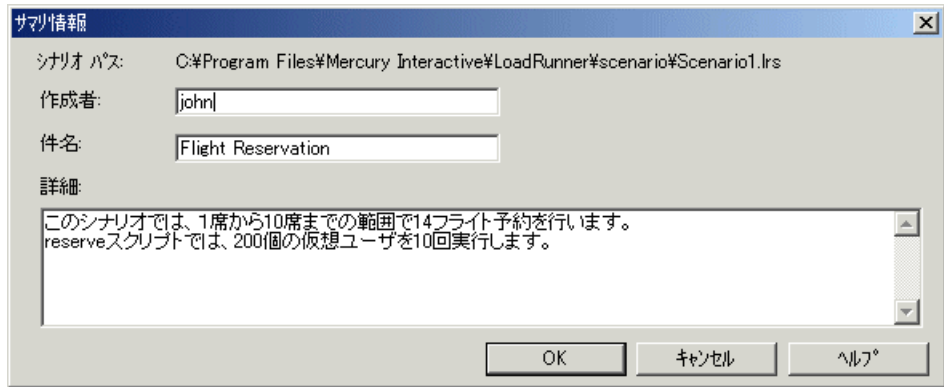 サマリ情報
シナリオ パス: C:¥Program Files¥Mercury Interactive¥LoadRunner¥scenario¥Scenario1.lrs
作成者: john
件名: Flight Reservation
詳細:
このシナリオでは、1席から10席までの範囲で14フライト予約を行います。
reserveスクリプトでは、200個の仮想ユーザを10回実行します。
OK キャンセル ヘルプ